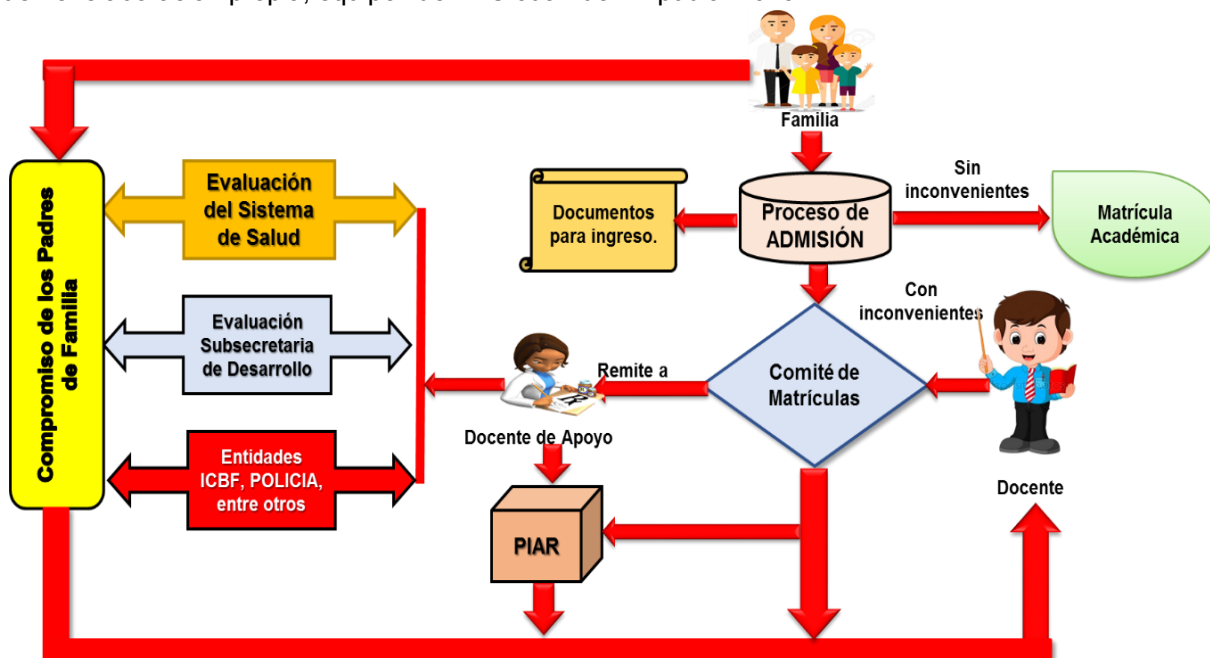 Familia
Sin
inconvenientes
Evaluación
del Sistema
de Salud
Documentos
para ingreso.
Proceso de
ADMISIÓN
Matrícula
Académica
Compromiso de los Padres
de Familia
Con
inconvenientes
Evaluación
Subsecretaria
de Desarrollo
Remite a
Comité de
Matrículas
Docente de Apoyo
Entidades
ICBF, POLICIA,
entre otros
Docente
PIAR